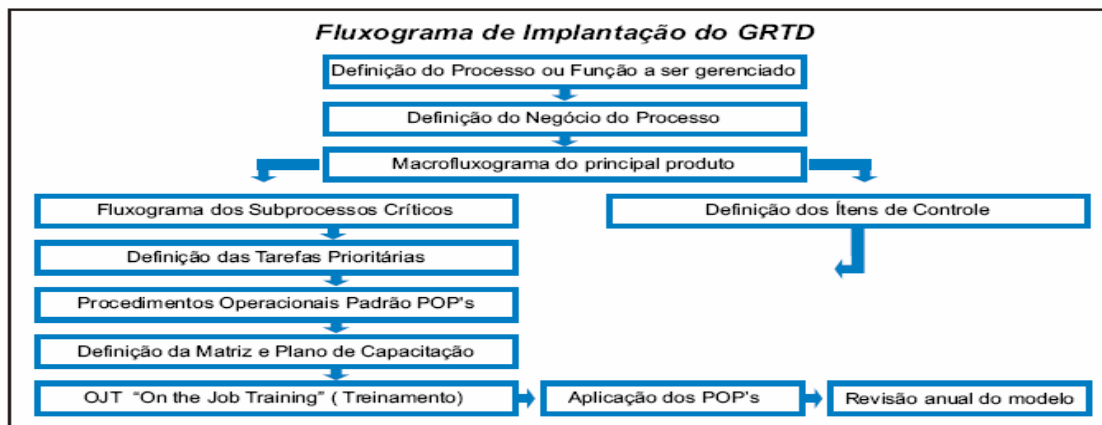 Fluxograma de Implantação do GRTD
Definição do Processo ou Função a ser gerenciado
Definição do Negócio do Processo
Macrofluxograma do principal produto
Fluxograma dos Subprocessos Críticos
Definição dos Ítens de Controle
Definição das Tarefas Prioritárias
Procedimentos Operacionais Padrão POP's
Definição da Matriz e Plano de Capacitação
OJT “On the Job Training” ( Treinamento)
Aplicação dos POP's
Revisão anual do modelo